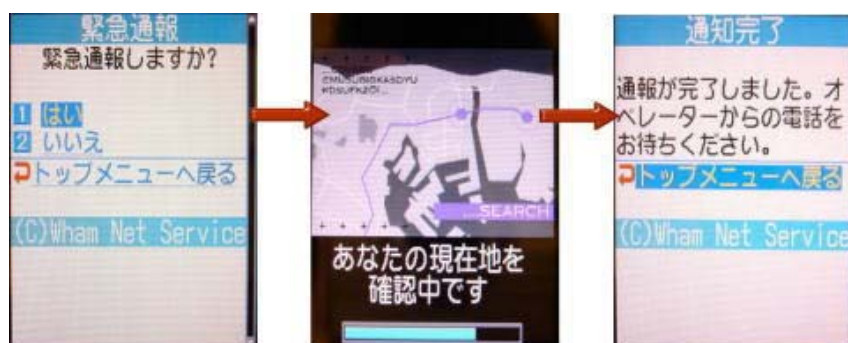 緊急通報
緊急通報しますか?
1 はい
2 いいえ
トップメニューへ戻る
(C)Wham Net Service
...SEARCH
あなたの現在地を
確認中です
通知完了
通報が完了しました。オ
ペレーターからの電話を
お待ちください。
トップメニューへ戻る
(C)Wham Net Service